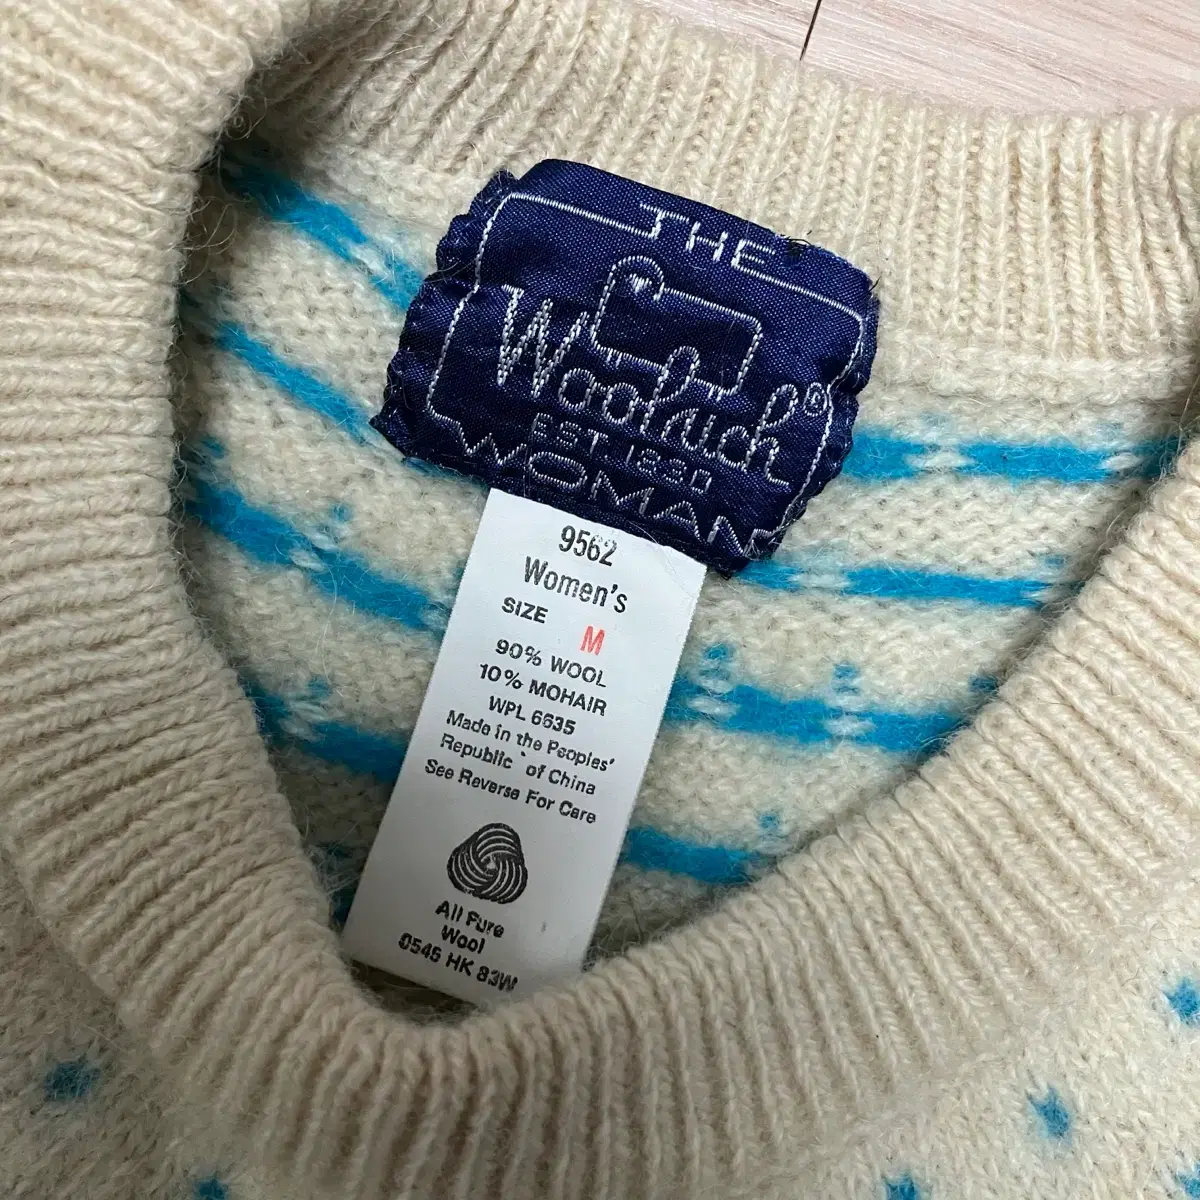 THE
Woolrich®
EST. 1830
WOMAN
9562
Women's
SIZE M
90% WOOL
10% MOHAIR
WPL 6635
Made in the Peoples'
Republic of China
See Reverse For Care
All Pure
Wool
0546 HK 83W